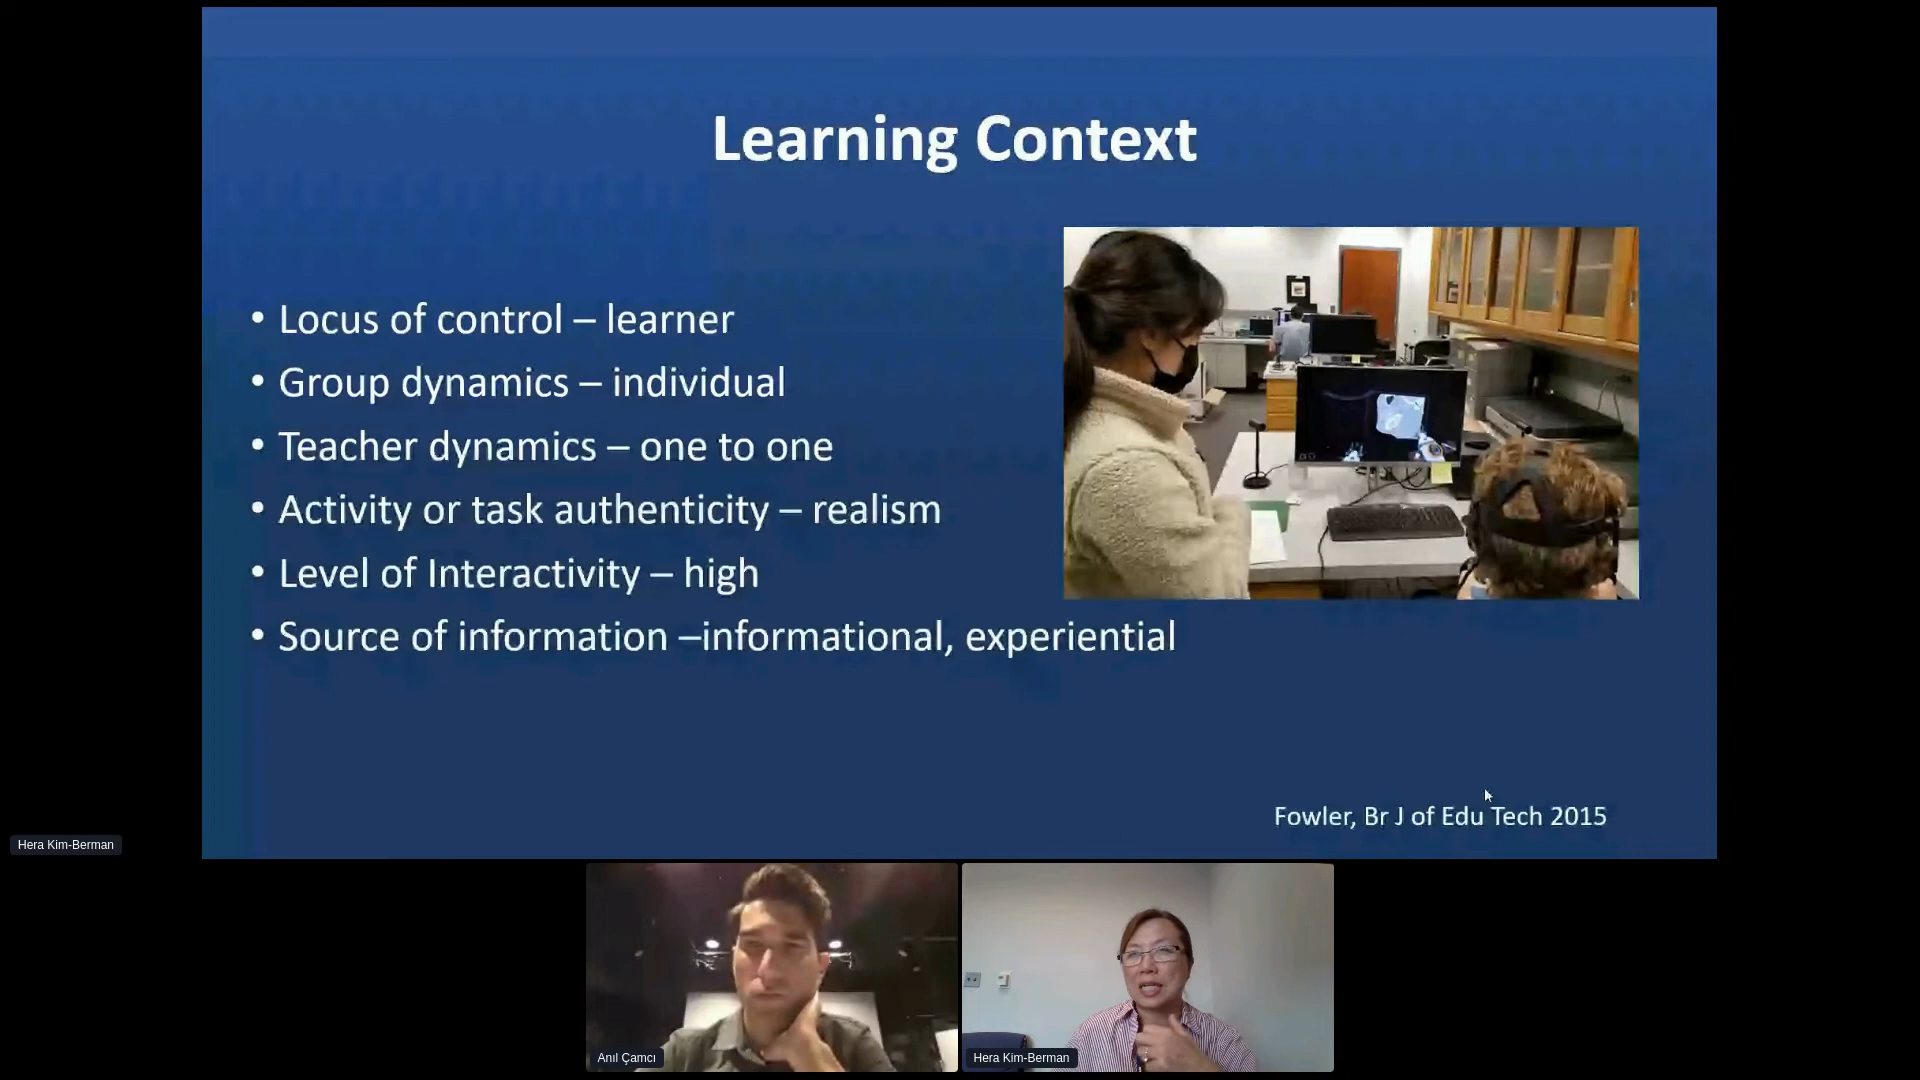 Learning Context
• Locus of control – learner
• Group dynamics – individual
• Teacher dynamics – one to one
• Activity or task authenticity – realism
• Level of Interactivity – high
• Source of information –informational, experiential
Fowler, Br J of Edu Tech 2015
Hera Kim-Berman
Anıl Çamcı
Hera Kim-Berman